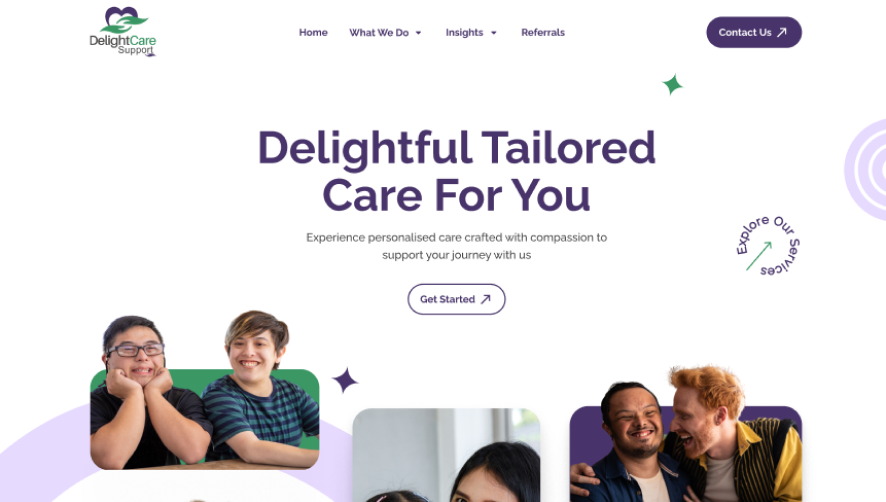 DelightCare
Support
Home
What We Do
Insights
Referrals
Contact Us
Delightful Tailored
Care For You
Experience personalised care crafted with compassion to
support your journey with us
Explore Our Services
Get Started